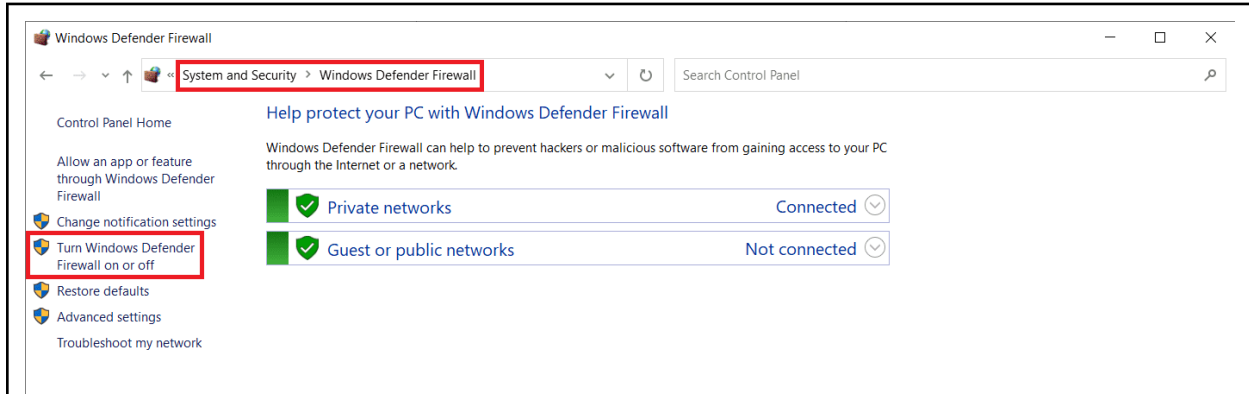 Windows Defender Firewall
« System and Security > Windows Defender Firewall
Search Control Panel
Control Panel Home
Allow an app or feature
through Windows Defender
Firewall
Change notification settings
Turn Windows Defender
Firewall on or off
Restore defaults
Advanced settings
Troubleshoot my network
Help protect your PC with Windows Defender Firewall
Windows Defender Firewall can help to prevent hackers or malicious software from gaining access to your PC
through the Internet or a network.
Private networks Connected
Guest or public networks Not connected